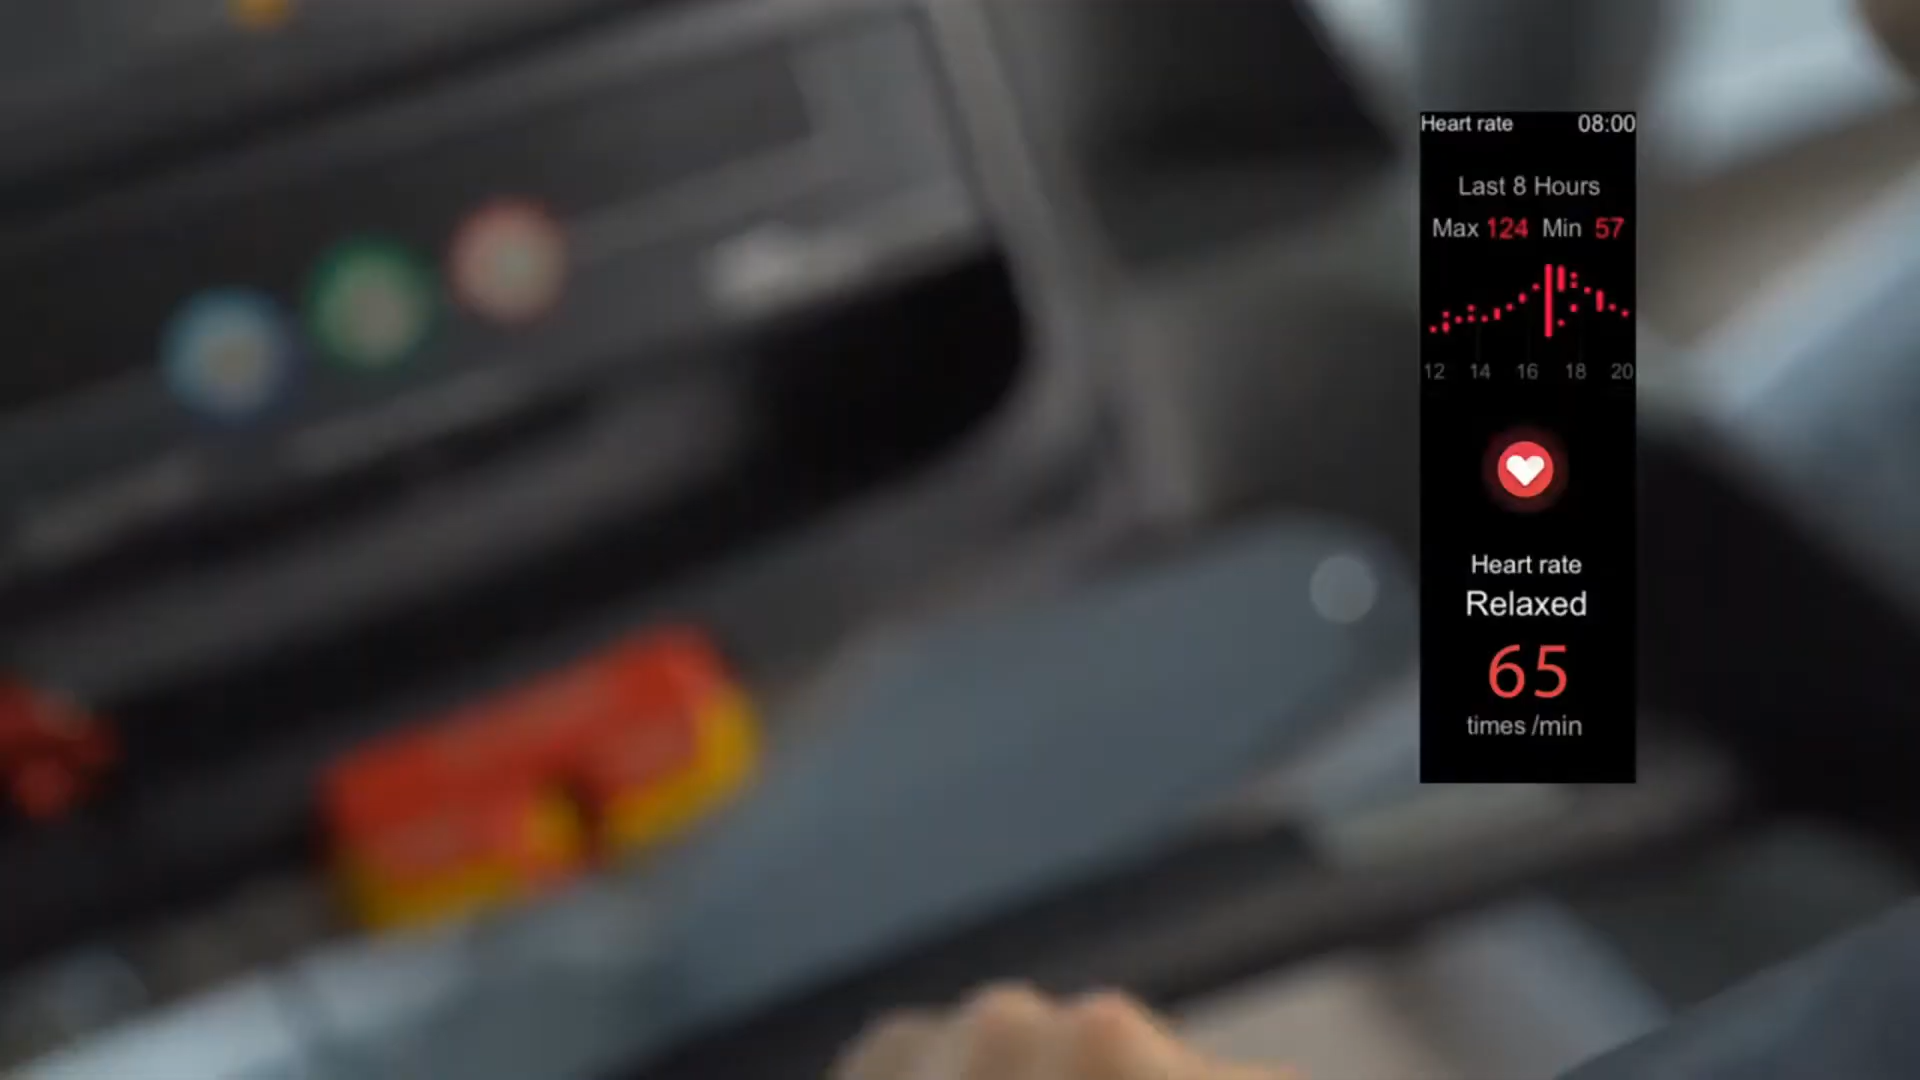 Heart rate 08:00
Last 8 Hours
Max 124 Min 57
12 14 16 18 20
Heart rate
Relaxed
65
times /min